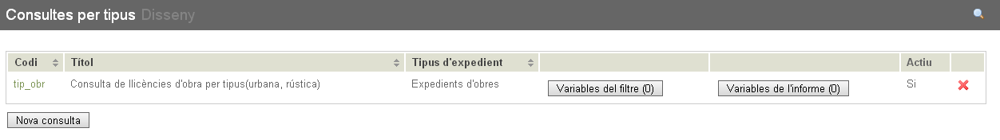 Consultes per tipus Disseny
Codi Títol Tipus d'expedient Actiu
tip_obr Consulta de llicències d'obra per tipus(urbana, rústica) Expedients d'obres Variables del filtre (0) Variables de l'informe (0) Si
Nova consulta